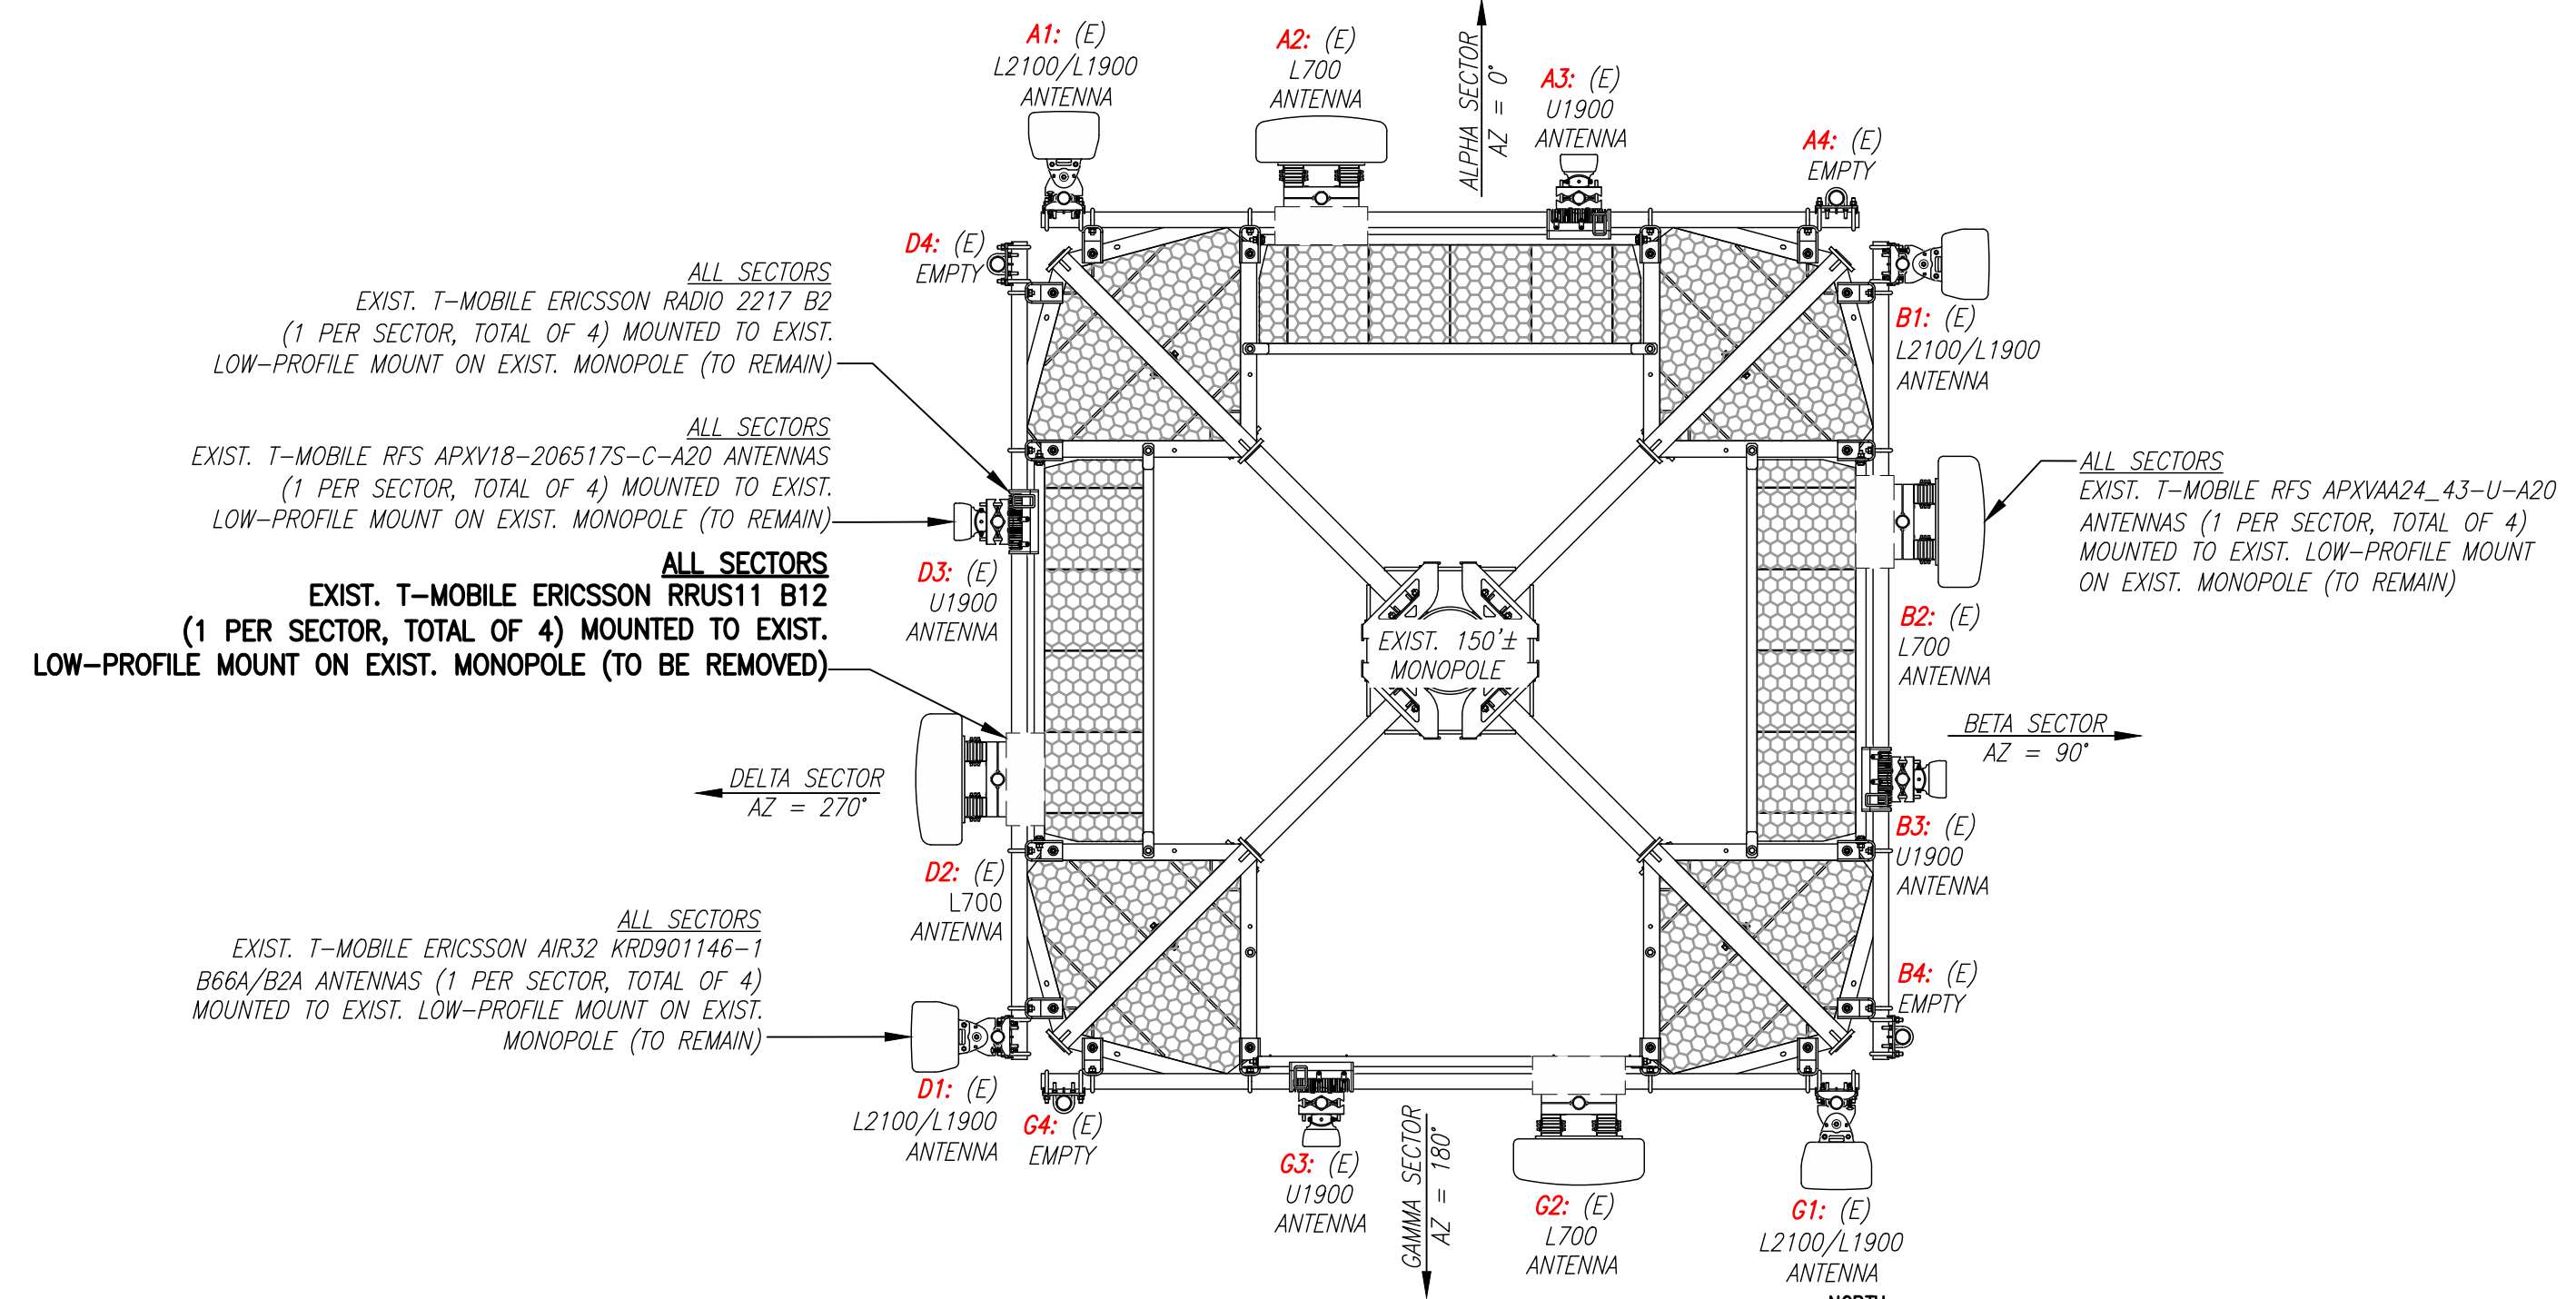 A1: (E)
L2100/L1900
ANTENNA
A2: (E)
L700
ANTENNA
ALPHA SECTOR
AZ = 0°
A3: (E)
U1900
ANTENNA
A4: (E)
EMPTY
D4: (E)
EMPTY
ALL SECTORS
EXIST. T-MOBILE ERICSSON RADIO 2217 B2
(1 PER SECTOR, TOTAL OF 4) MOUNTED TO EXIST.
LOW-PROFILE MOUNT ON EXIST. MONOPOLE (TO REMAIN)
B1: (E)
L2100/L1900
ANTENNA
ALL SECTORS
EXIST. T-MOBILE RFS APXV18-206517S-C-A20 ANTENNAS
(1 PER SECTOR, TOTAL OF 4) MOUNTED TO EXIST.
LOW-PROFILE MOUNT ON EXIST. MONOPOLE (TO REMAIN)
ALL SECTORS
EXIST. T-MOBILE RFS APXVAA24_43-U-A20
ANTENNAS (1 PER SECTOR, TOTAL OF 4)
MOUNTED TO EXIST. LOW-PROFILE MOUNT
ON EXIST. MONOPOLE (TO REMAIN)
ALL SECTORS
EXIST. T-MOBILE ERICSSON RRUS11 B12
(1 PER SECTOR, TOTAL OF 4) MOUNTED TO EXIST.
LOW-PROFILE MOUNT ON EXIST. MONOPOLE (TO BE REMOVED)
D3: (E)
U1900
ANTENNA
EXIST. 150'±
MONOPOLE
B2: (E)
L700
ANTENNA
BETA SECTOR
AZ = 90°
DELTA SECTOR
AZ = 270°
B3: (E)
U1900
ANTENNA
D2: (E)
L700
ANTENNA
ALL SECTORS
EXIST. T-MOBILE ERICSSON AIR32 KRD901146-1
B66A/B2A ANTENNAS (1 PER SECTOR, TOTAL OF 4)
MOUNTED TO EXIST. LOW-PROFILE MOUNT ON EXIST.
MONOPOLE (TO REMAIN)
B4: (E)
EMPTY
D1: (E)
L2100/L1900
ANTENNA
G4: (E)
EMPTY
G3: (E)
U1900
ANTENNA
GAMMA SECTOR
AZ = 180°
G2: (E)
L700
ANTENNA
G1: (E)
L2100/L1900
ANTENNA
NORTH